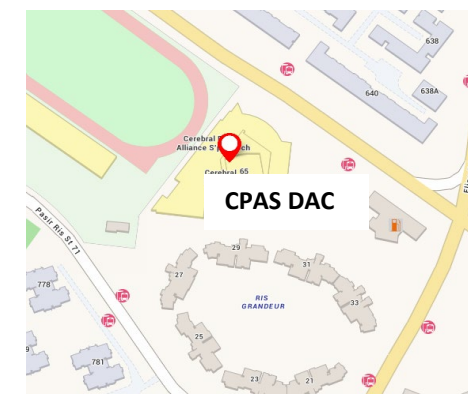 638
640
638A
Cerebral
Alliance S'
ch
Cerebral 65
CPAS DAC
Pasir Ris St 71
29
31
27
778
RIS
GRANDEUR
33
25
781
23
21